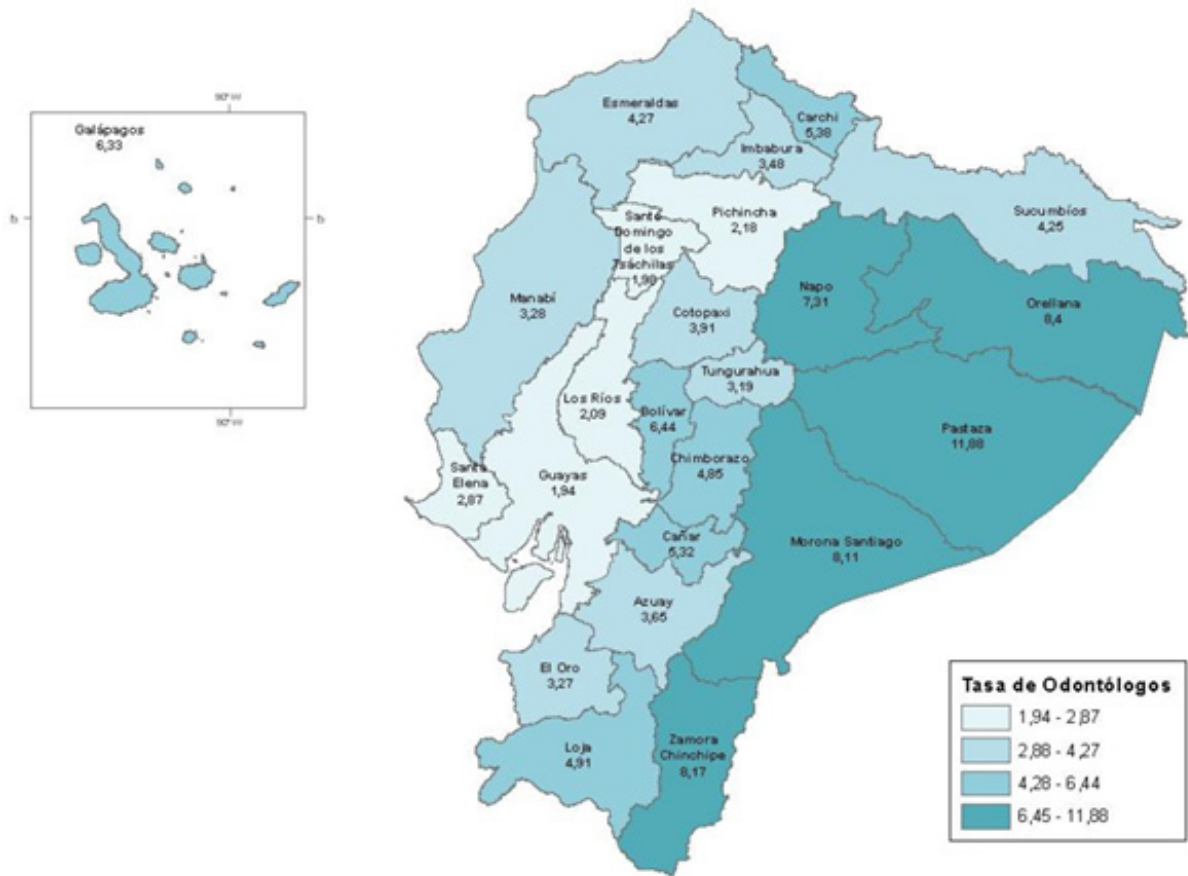 90°W
Galápagos
6,33
90°W
Esmeraldas
4,27
Carchi
5,38
Imbabura
3,48
Sucumbíos
4,25
Pichincha
2,18
Domingo
de los
Tsáchilas
Manabí
3,28
Cotopaxi
3,91
Napo
7,31
Orellana
8,4
Tungurahua
3,19
Los Ríos
2,09
Bolívar
6,44
Pastaza
11,88
Chimborazo
4,85
Santa
Elena
2,87
Guayas
1,94
Cañar
Morona Santiago
8,11
Azuay
3,65
El Oro
3,27
Loja
4,91
Zamora
Chinchipe
8,17
Tasa de Odontólogos
1,94 - 2,87
2,88 - 4,27
4,28 - 6,44
6,45 - 11,88